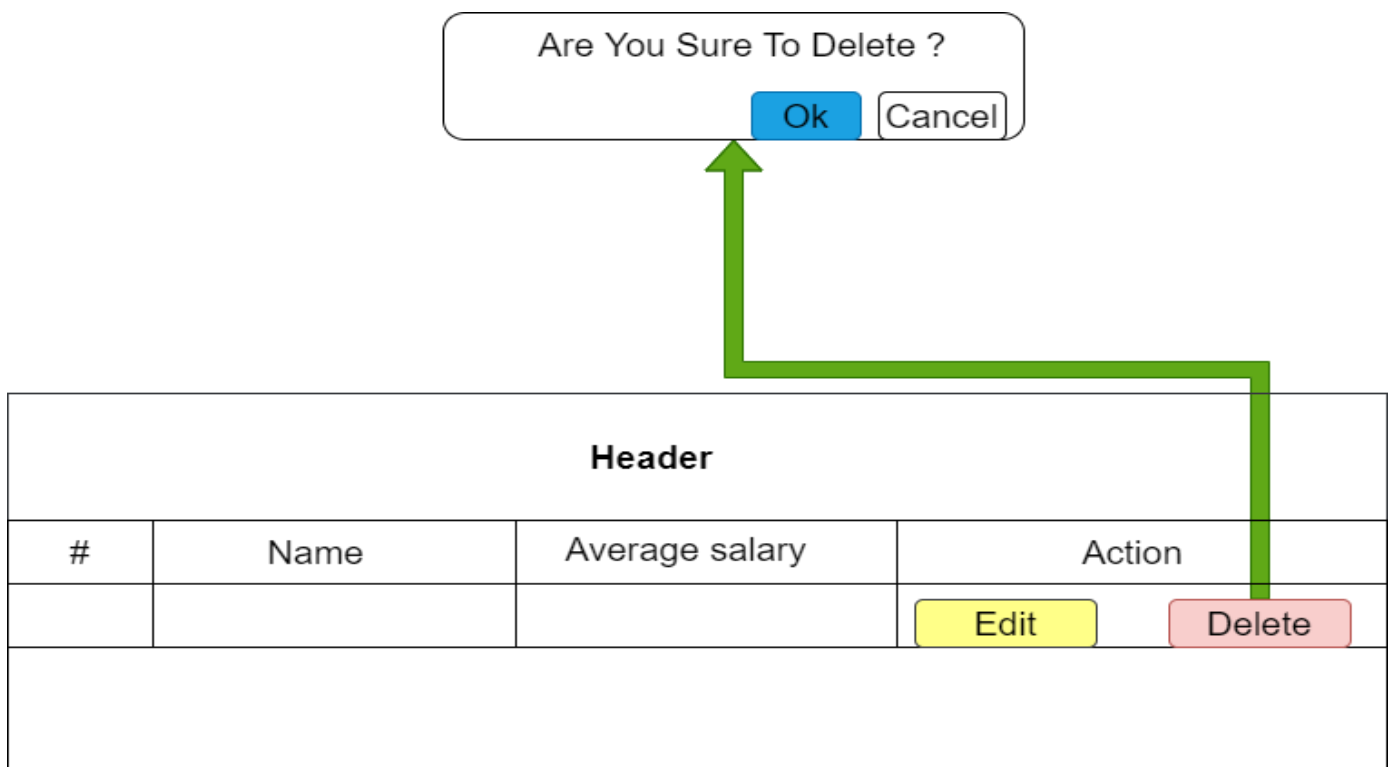 Are You Sure To Delete ?
Ok Cancel
Header
# Name Average salary Action
Edit Delete